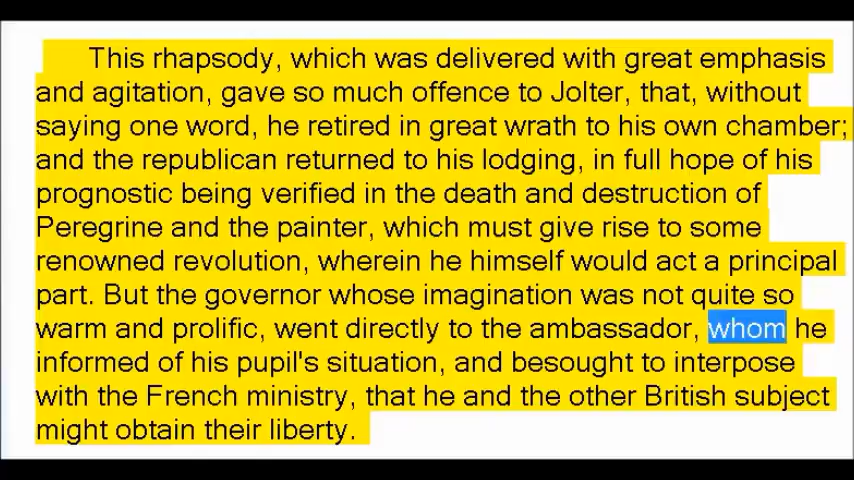 This rhapsody, which was delivered with great emphasis
and agitation, gave so much offence to Jolter, that, without
saying one word, he retired in great wrath to his own chamber;
and the republican returned to his lodging, in full hope of his
prognostic being verified in the death and destruction of
Peregrine and the painter, which must give rise to some
renowned revolution, wherein he himself would act a principal
part. But the governor whose imagination was not quite so
warm and prolific, went directly to the ambassador, whom he
informed of his pupil's situation, and besought to interpose
with the French ministry, that he and the other British subject
might obtain their liberty.